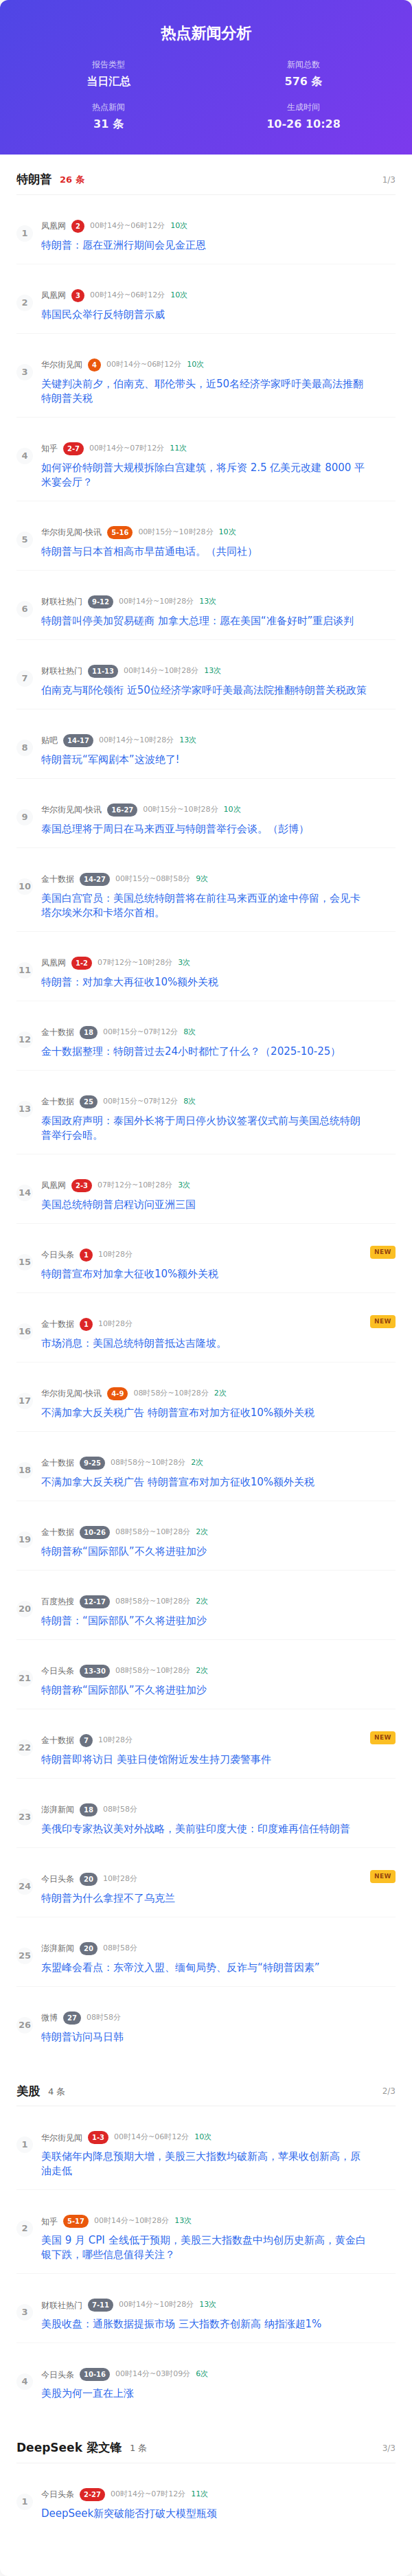 热点新闻分析
报告类型
当日汇总
新闻总数
576 条
热点新闻
31 条
生成时间
10-26 10:28
特朗普 26 条 1/3
1
凤凰网 2 00时14分~06时12分 10次
特朗普：愿在亚洲行期间会见金正恩
2
凤凰网 3 00时14分~06时12分 10次
韩国民众举行反特朗普示威
3
华尔街见闻 4 00时14分~06时12分 10次
关键判决前夕，伯南克、耶伦带头，近50名经济学家呼吁美最高法推翻
特朗普关税
4
知乎 2-7 00时14分~07时12分 11次
如何评价特朗普大规模拆除白宫建筑，将斥资 2.5 亿美元改建 8000 平
米宴会厅？
5
华尔街见闻-快讯 5-16 00时15分~10时28分 10次
特朗普与日本首相高市早苗通电话。（共同社）
6
财联社热门 9-12 00时14分~10时28分 13次
特朗普叫停美加贸易磋商 加拿大总理：愿在美国“准备好时”重启谈判
7
财联社热门 11-13 00时14分~10时28分 13次
伯南克与耶伦领衔 近50位经济学家呼吁美最高法院推翻特朗普关税政策
8
贴吧 14-17 00时14分~10时28分 13次
特朗普玩“军阀剧本”这波绝了!
9
华尔街见闻-快讯 16-27 00时15分~10时28分 10次
泰国总理将于周日在马来西亚与特朗普举行会谈。（彭博）
10
金十数据 14-27 00时15分~08时58分 9次
美国白宫官员：美国总统特朗普将在前往马来西亚的途中停留，会见卡
塔尔埃米尔和卡塔尔首相。
11
凤凰网 1-2 07时12分~10时28分 3次
特朗普：对加拿大再征收10%额外关税
12
金十数据 18 00时15分~07时12分 8次
金十数据整理：特朗普过去24小时都忙了什么？（2025-10-25）
13
金十数据 25 00时15分~07时12分 8次
泰国政府声明：泰国外长将于周日停火协议签署仪式前与美国总统特朗
普举行会晤。
14
凤凰网 2-3 07时12分~10时28分 3次
美国总统特朗普启程访问亚洲三国
15
今日头条 1 10时28分 NEW
特朗普宣布对加拿大征收10%额外关税
16
金十数据 1 10时28分 NEW
市场消息：美国总统特朗普抵达吉隆坡。
17
华尔街见闻-快讯 4-9 08时58分~10时28分 2次
不满加拿大反关税广告 特朗普宣布对加方征收10%额外关税
18
金十数据 9-25 08时58分~10时28分 2次
不满加拿大反关税广告 特朗普宣布对加方征收10%额外关税
19
金十数据 10-26 08时58分~10时28分 2次
特朗普称“国际部队”不久将进驻加沙
20
百度热搜 12-17 08时58分~10时28分 2次
特朗普：“国际部队”不久将进驻加沙
21
今日头条 13-30 08时58分~10时28分 2次
特朗普称“国际部队”不久将进驻加沙
22
金十数据 7 10时28分 NEW
特朗普即将访日 美驻日使馆附近发生持刀袭警事件
23
澎湃新闻 18 08时58分
美俄印专家热议美对外战略，美前驻印度大使：印度难再信任特朗普
24
今日头条 20 10时28分 NEW
特朗普为什么拿捏不了乌克兰
25
澎湃新闻 20 08时58分
东盟峰会看点：东帝汶入盟、缅甸局势、反诈与“特朗普因素”
26
微博 27 08时58分
特朗普访问马日韩
美股 4 条 2/3
1
华尔街见闻 1-3 00时14分~06时12分 10次
美联储年内降息预期大增，美股三大指数均破新高，苹果收创新高，原
油走低
2
知乎 5-17 00时14分~10时28分 13次
美国 9 月 CPI 全线低于预期，美股三大指数盘中均创历史新高，黄金白
银下跌，哪些信息值得关注？
3
财联社热门 7-11 00时14分~10时28分 13次
美股收盘：通胀数据提振市场 三大指数齐创新高 纳指涨超1%
4
今日头条 10-16 00时14分~03时09分 6次
美股为何一直在上涨
DeepSeek 梁文锋 1 条 3/3
1
今日头条 2-27 00时14分~07时12分 11次
DeepSeek新突破能否打破大模型瓶颈